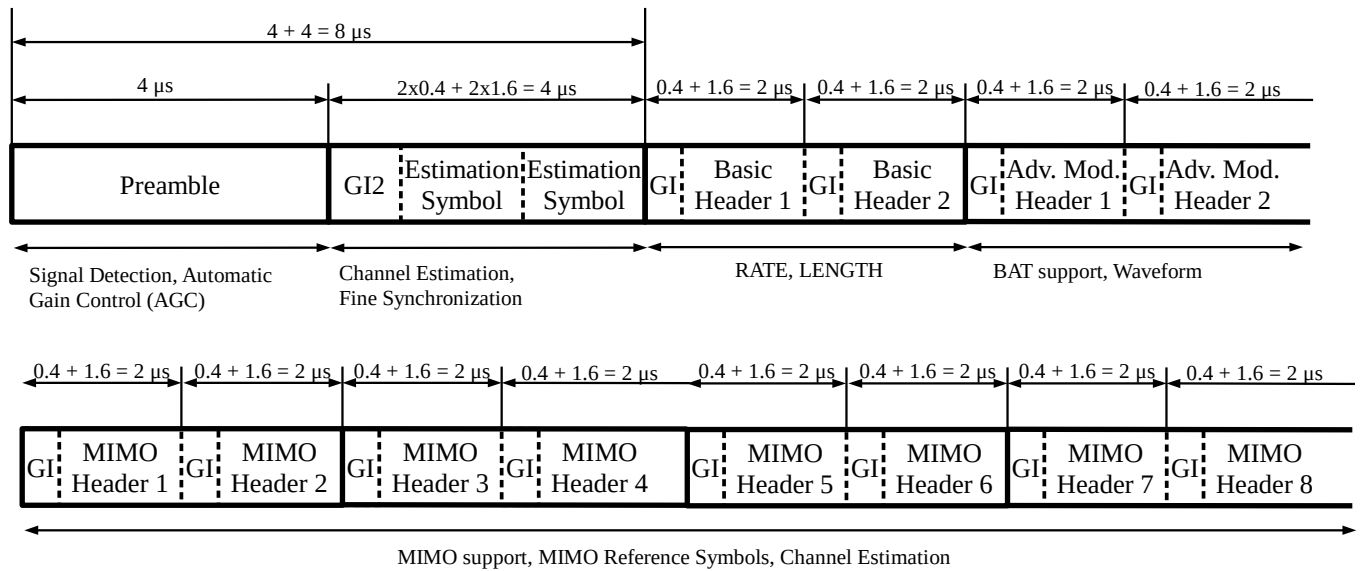 4 + 4 = 8 μs
4 μs
2x0.4 + 2x1.6 = 4 μs
0.4 + 1.6 = 2 μs
0.4 + 1.6 = 2 μs
0.4 + 1.6 = 2 μs
0.4 + 1.6 = 2 μs
Preamble
GI2
Estimation
Symbol
Estimation
Symbol
GI
Basic
Header 1
GI
Basic
Header 2
GI
Adv. Mod.
Header 1
GI
Adv. Mod.
Header 2
Signal Detection, Automatic
Gain Control (AGC)
Channel Estimation,
Fine Synchronization
RATE, LENGTH
BAT support, Waveform
0.4 + 1.6 = 2 μs
0.4 + 1.6 = 2 μs
0.4 + 1.6 = 2 μs
0.4 + 1.6 = 2 μs
0.4 + 1.6 = 2 μs
0.4 + 1.6 = 2 μs
0.4 + 1.6 = 2 μs
0.4 + 1.6 = 2 μs
GI
MIMO
Header 1
GI
MIMO
Header 2
GI
MIMO
Header 3
GI
MIMO
Header 4
GI
MIMO
Header 5
GI
MIMO
Header 6
GI
MIMO
Header 7
GI
MIMO
Header 8
MIMO support, MIMO Reference Symbols, Channel Estimation